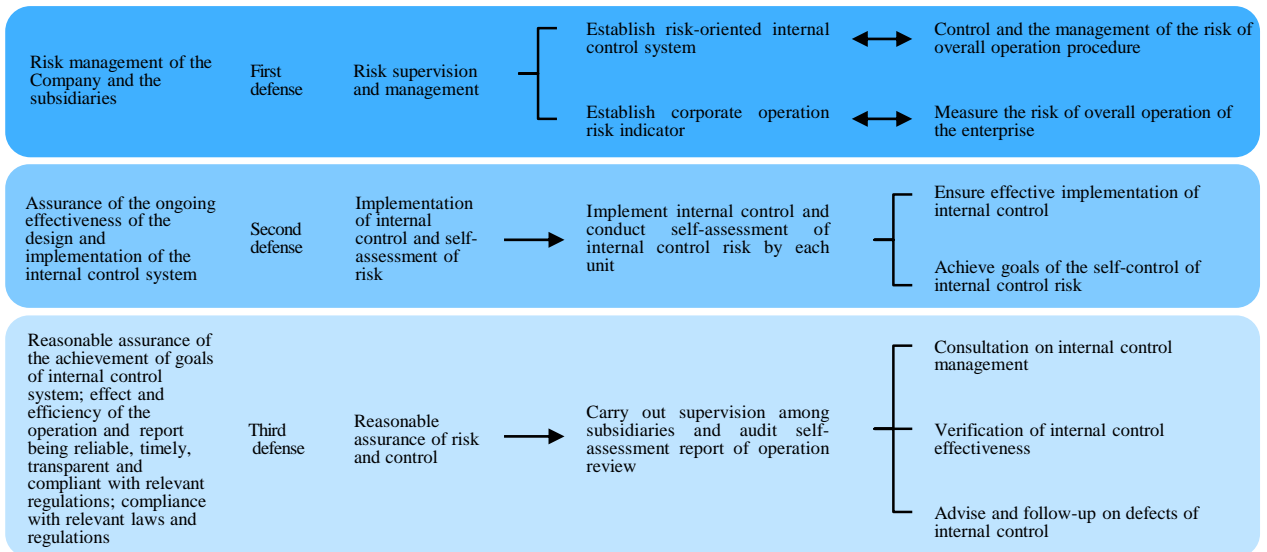 Risk management of the
Company and the
subsidiaries
First
defense
Risk supervision
and management
Establish risk-oriented internal
control system
Control and the management of the risk of
overall operation procedure
Establish corporate operation
risk indicator
Measure the risk of overall operation of
the enterprise
Assurance of the ongoing
effectiveness of the
design and
implementation of the
internal control system
Second
defense
Implementation
of internal
control and self-
assessment of
risk
Implement internal control and
conduct self-assessment of
internal control risk by each
unit
Ensure effective implementation of
internal control
Achieve goals of the self-control of
internal control risk
Reasonable assurance of
the achievement of goals
of internal control
system; effect and
efficiency of the
operation and report
being reliable, timely,
transparent and
compliant with relevant
regulations; compliance
with relevant laws and
regulations
Third
defense
Reasonable
assurance of risk
and control
Carry out supervision among
subsidiaries and audit self-
assessment report of operation
review
Consultation on internal control
management
Verification of internal control
effectiveness
Advise and follow-up on defects of
internal control